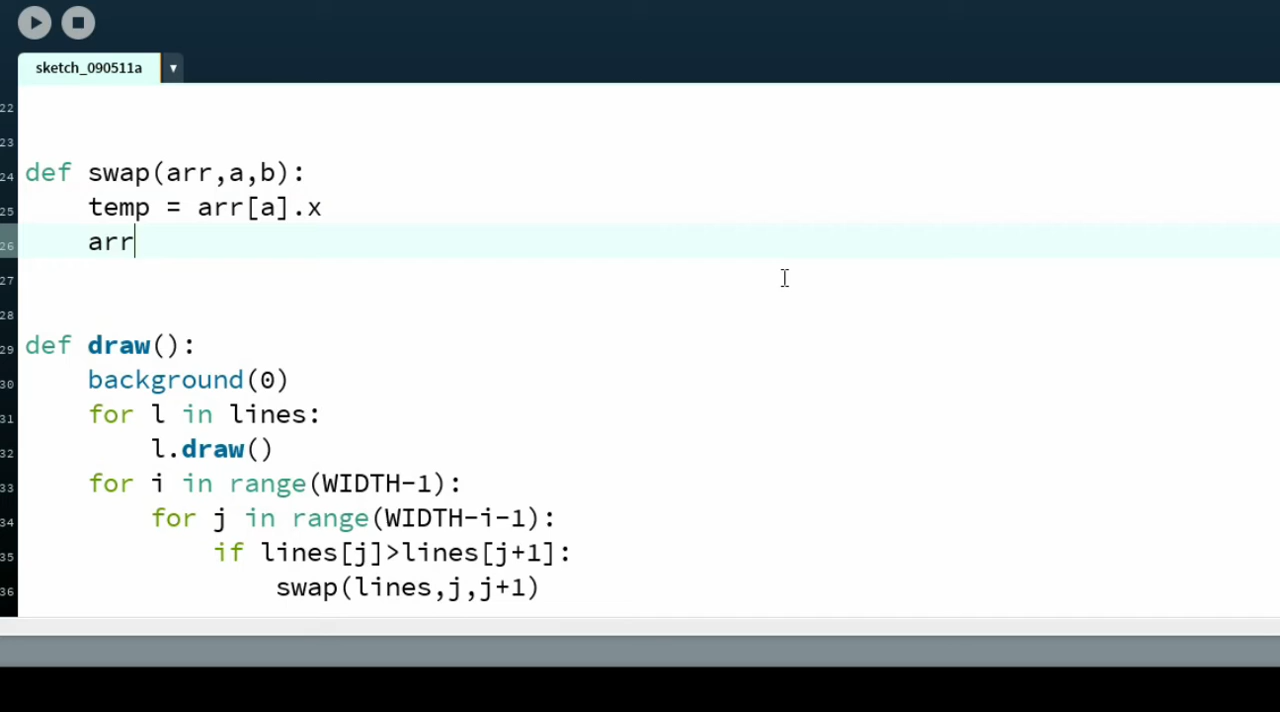 sketch_090511a
22
23
24 def swap(arr,a,b):
25     temp = arr[a].x
26     arr
27
28
29 def draw():
30     background(0)
31     for l in lines:
32         l.draw()
33     for i in range(WIDTH-1):
34         for j in range(WIDTH-i-1):
35             if lines[j]>lines[j+1]:
36                 swap(lines,j,j+1)